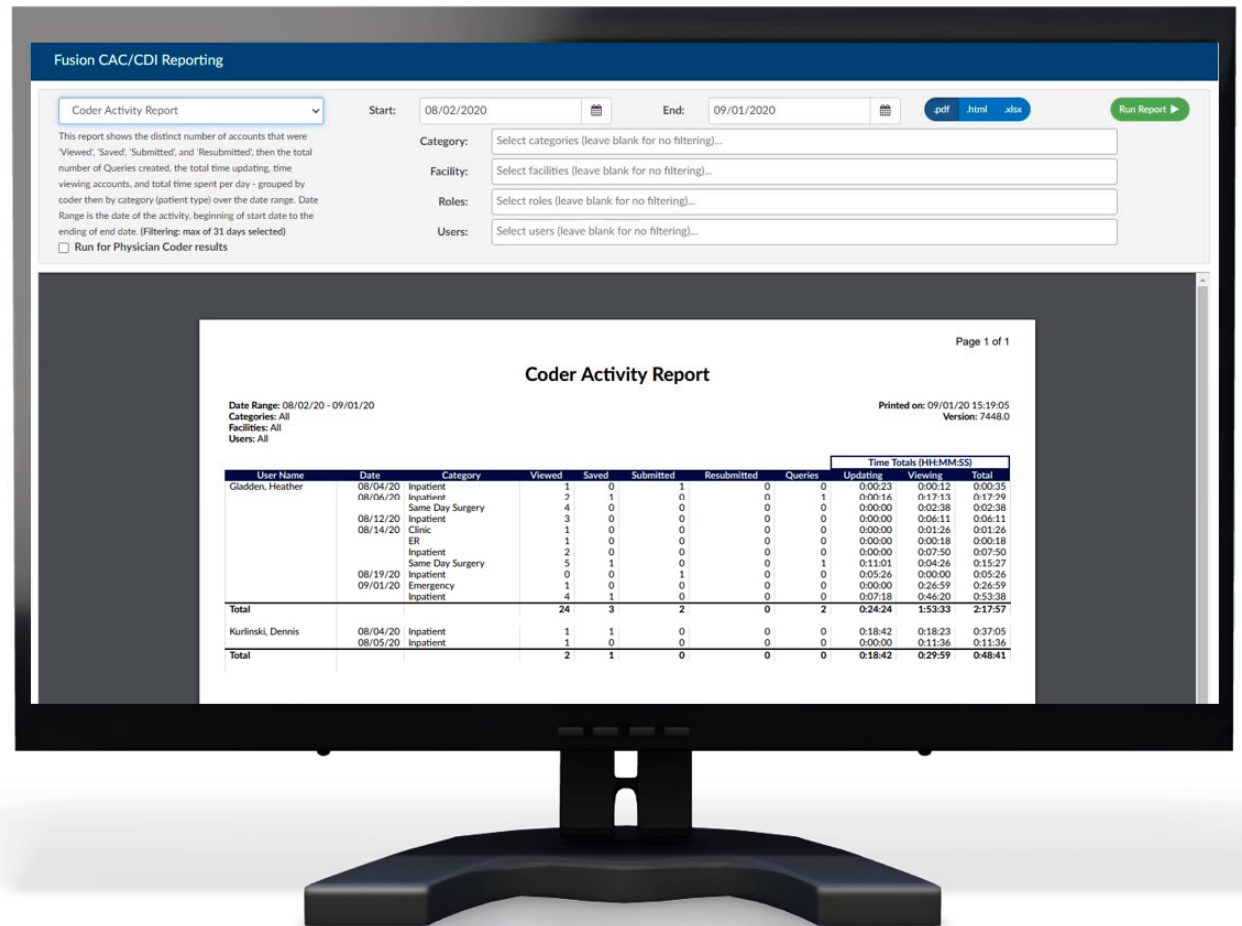 Fusion CAC/CDI Reporting
Coder Activity Report Start: 08/02/2020 End: 09/01/2020 .pdf .html .xlsx Run Report
This report shows the distinct number of accounts that were
'Viewed', 'Saved', 'Submitted', and 'Resubmitted', then the total
number of Queries created, the total time updating, time
viewing accounts, and total time spent per day - grouped by
coder then by category (patient type) over the date range. Date
Range is the date of the activity, beginning of start date to the
ending of end date. (Filtering: max of 31 days selected)
Run for Physician Coder results
Category: Select categories (leave blank for no filtering)...
Facility: Select facilities (leave blank for no filtering)...
Roles: Select roles (leave blank for no filtering)...
Users: Select users (leave blank for no filtering)...
Page 1 of 1
Coder Activity Report
Date Range: 08/02/20 - 09/01/20 Printed on: 09/01/20 15:19:05
Categories: All Version: 7448.0
Facilities: All
Users: All
Time Totals (HH:MM:SS)
User Name Date Category Viewed Saved Submitted Resubmitted Queries Updating Viewing Total
Gladden, Heather 08/04/20 Inpatient 1 0 1 0 0 0:00:23 0:00:12 0:00:35
08/06/20 Inpatient 2 1 0 0 1 0:00:16 0:17:13 0:17:29
Same Day Surgery 4 0 0 0 0 0:00:00 0:02:38 0:02:38
08/12/20 Inpatient 3 0 0 0 0 0:00:00 0:06:11 0:06:11
08/14/20 Clinic 1 0 0 0 0 0:00:00 0:01:26 0:01:26
ER 1 0 0 0 0 0:00:00 0:00:18 0:00:18
Inpatient 2 0 0 0 0 0:00:00 0:07:50 0:07:50
Same Day Surgery 5 1 0 0 1 0:11:01 0:04:26 0:15:27
08/19/20 Inpatient 0 0 1 0 0 0:05:26 0:00:00 0:05:26
09/01/20 Emergency 1 0 0 0 0 0:00:00 0:26:59 0:26:59
Inpatient 4 1 0 0 0 0:07:18 0:46:20 0:53:38
Total 24 3 2 0 2 0:24:24 1:53:33 2:17:57
Kurlinski, Dennis 08/04/20 Inpatient 1 1 0 0 0 0:18:42 0:18:23 0:37:05
08/05/20 Inpatient 1 0 0 0 0 0:00:00 0:11:36 0:11:36
Total 2 1 0 0 0 0:18:42 0:29:59 0:48:41